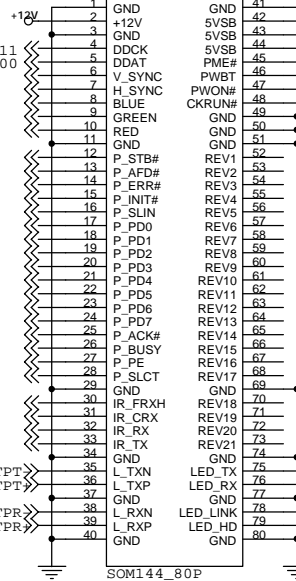 1 GND GND 41
+12V 2 +12V 5VSB 42
3 GND 5VSB 43
4 DDCK 5VSB 44
5 DDAT PME# 45
6 V_SYNC PWBT 46
7 H_SYNC PWON# 47
8 BLUE CKRUN# 48
9 GREEN GND 49
10 RED GND 50
11 GND GND 51
12 P_STB# REV1 52
13 P_AFD# REV2 53
14 P_ERR# REV3 54
15 P_INIT# REV4 55
16 P_SLIN REV5 56
17 P_PD0 REV6 57
18 P_PD1 REV7 58
19 P_PD2 REV8 59
20 P_PD3 REV9 60
21 P_PD4 REV10 61
22 P_PD5 REV11 62
23 P_PD6 REV12 63
24 P_PD7 REV13 64
25 P_ACK# REV14 65
26 P_BUSY REV15 66
27 P_PE REV16 67
28 P_SLCT REV17 68
29 GND GND 69
30 IR_FRXH REV18 70
31 IR_CRX REV19 71
32 IR_RX REV20 72
33 IR_TX REV21 73
34 GND GND 74
35 L_TXN LED_TX 75
36 L_TXP LED_RX 76
37 GND GND 77
38 L_RXN LED_LINK 78
39 L_RXP LED_HD 79
40 GND GND 80
SOM144_80P